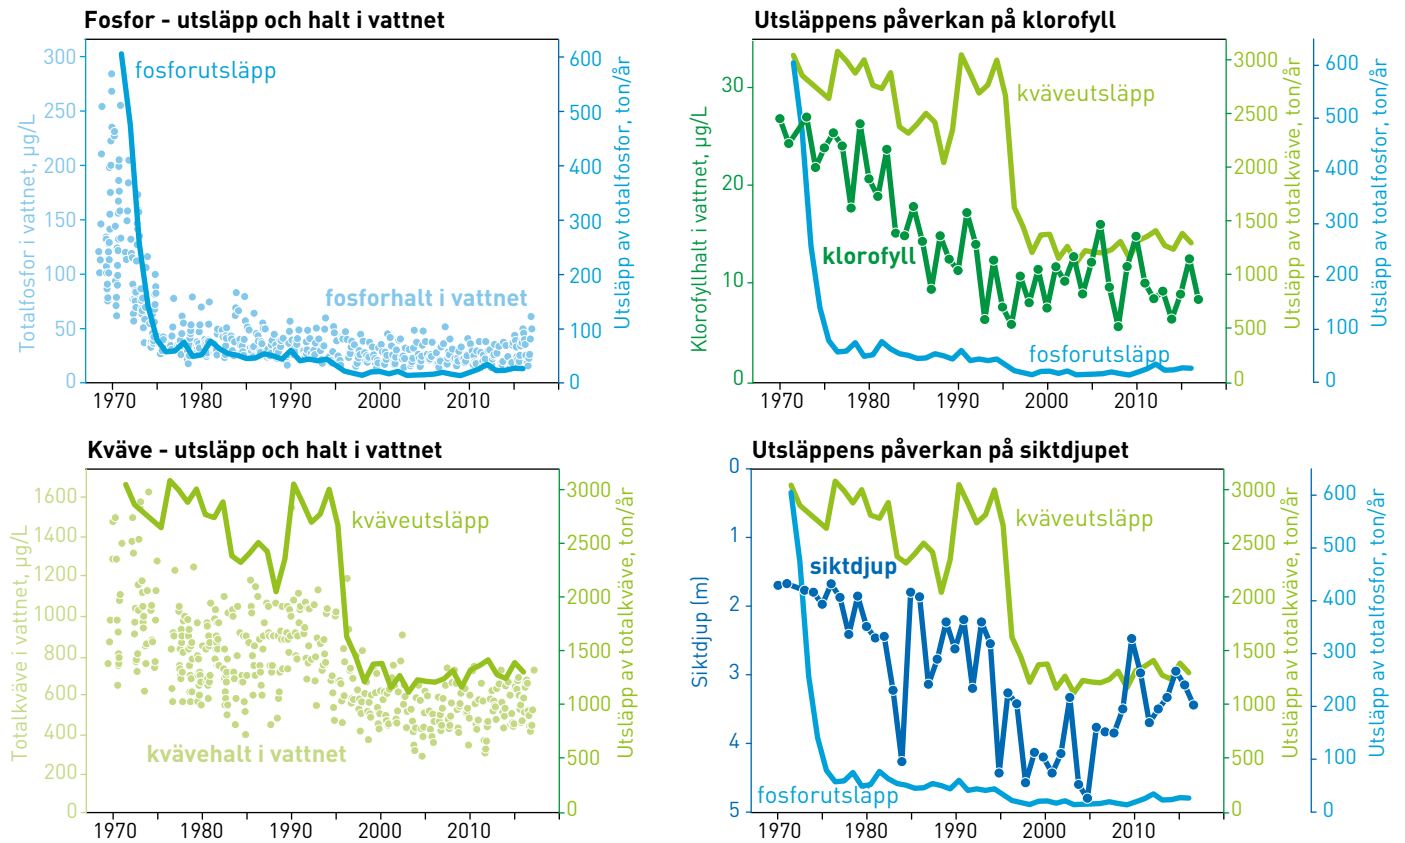 Fosfor - utsläpp och halt i vattnet
300
250
200
150
100
50
0
Totalfosfor i vattnet, µg/L
fosforutsläpp
fosforhalt i vattnet
600
500
400
300
200
100
0
Utsläpp av totalfosfor, ton/år
1970 1980 1990 2000 2010
Utsläppens påverkan på klorofyll
30
20
10
0
Klorofyllhalt i vattnet, µg/L
kväveutsläpp
klorofyll
fosforutsläpp
3000
2500
2000
1500
1000
500
0
Utsläpp av totalkväve, ton/år
600
500
400
300
200
100
0
Utsläpp av totalfosfor, ton/år
1970 1980 1990 2000 2010
Kväve - utsläpp och halt i vattnet
1600
1400
1200
1000
800
600
400
200
0
Totalkväve i vattnet, µg/L
kväveutsläpp
kvävehalt i vattnet
3000
2500
2000
1500
1000
500
0
Utsläpp av totalkväve, ton/år
1970 1980 1990 2000 2010
Utsläppens påverkan på siktdjupet
0
1
2
3
4
5
Siktdjup (m)
kväveutsläpp
siktdjup
fosforutsläpp
3000
2500
2000
1500
1000
500
0
Utsläpp av totalkväve, ton/år
600
500
400
300
200
100
0
Utsläpp av totalfosfor, ton/år
1970 1980 1990 2000 2010